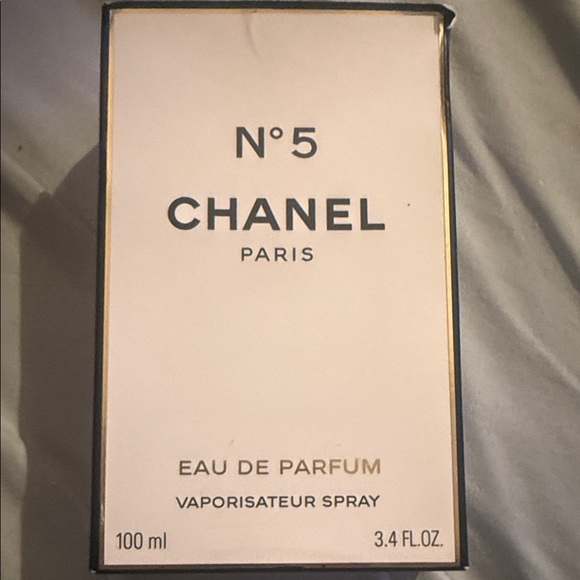 N°5
CHANEL
PARIS
EAU DE PARFUM
VAPORISATEUR SPRAY
100 ml 3.4 FL.OZ.